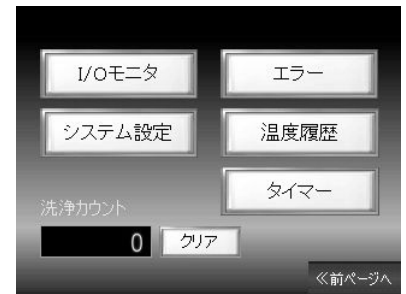 I/Oモニタ
エラー
システム設定
温度履歴
タイマー
洗浄カウント
0
クリア
≪前ページへ